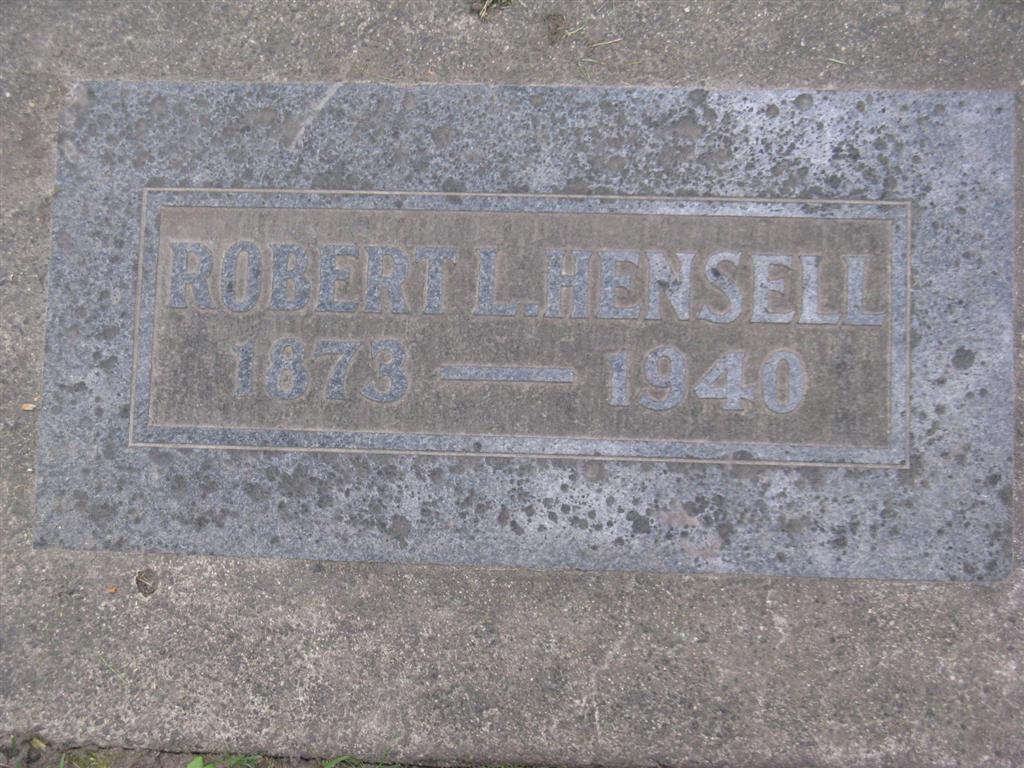 ROBERT L. HENSELL
1873 — 1940